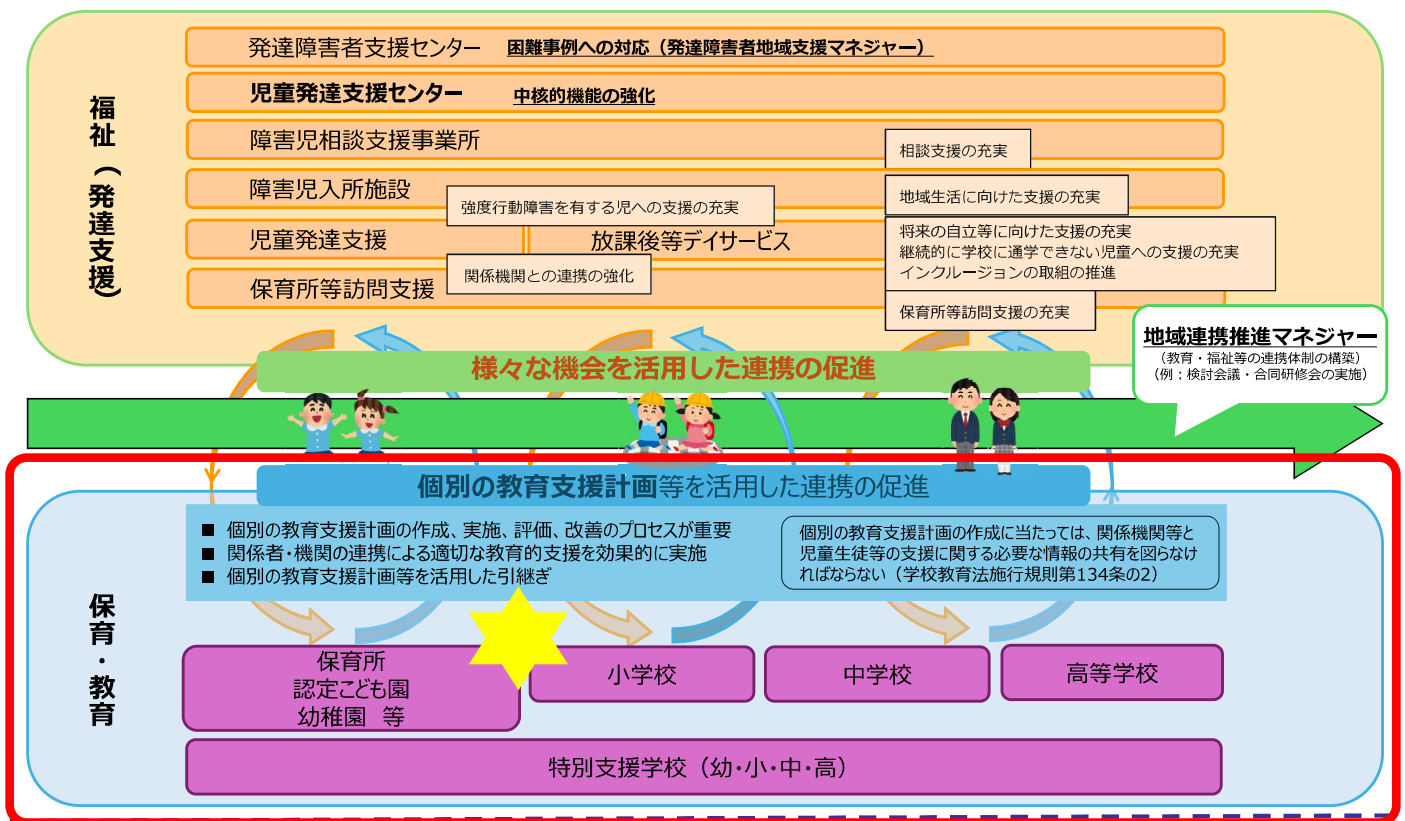 福祉（発達支援）
発達障害者支援センター　困難事例への対応（発達障害者地域支援マネジャー）
児童発達支援センター　中核的機能の強化
障害児相談支援事業所
相談支援の充実
障害児入所施設
地域生活に向けた支援の充実
強度行動障害を有する児への支援の充実
児童発達支援
放課後等デイサービス
将来の自立等に向けた支援の充実
継続的に学校に通学できない児童への支援の充実
インクルージョンの取組の推進
関係機関との連携の強化
保育所等訪問支援
保育所等訪問支援の充実
地域連携推進マネジャー
（教育・福祉等の連携体制の構築）
（例：検討会議・合同研修会の実施）
様々な機会を活用した連携の促進
個別の教育支援計画等を活用した連携の促進
■ 個別の教育支援計画の作成、実施、評価、改善のプロセスが重要
■ 関係者・機関の連携による適切な教育的支援を効果的に実施
■ 個別の教育支援計画等を活用した引継ぎ
個別の教育支援計画の作成に当たっては、関係機関等と
児童生徒等の支援に関する必要な情報の共有を図らなけ
ればならない（学校教育法施行規則第134条の2）
保育・教育
保育所
認定こども園
幼稚園　等
小学校
中学校
高等学校
特別支援学校（幼・小・中・高）